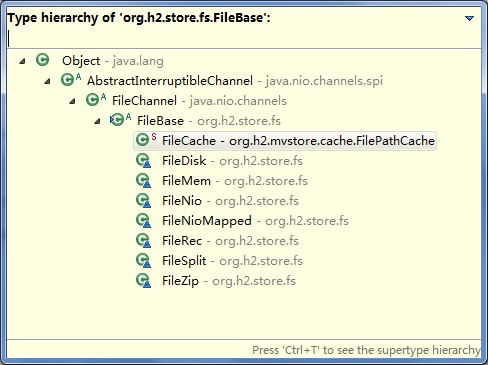 Type hierarchy of 'org.h2.store.fs.FileBase':
Object - java.lang
AbstractInterruptibleChannel - java.nio.channels.spi
FileChannel - java.nio.channels
FileBase - org.h2.store.fs
FileCache - org.h2.mvstore.cache.FilePathCache
FileDisk - org.h2.store.fs
FileMem - org.h2.store.fs
FileNio - org.h2.store.fs
FileNioMapped - org.h2.store.fs
FileRec - org.h2.store.fs
FileSplit - org.h2.store.fs
FileZip - org.h2.store.fs
Press 'Ctrl+T' to see the supertype hierarchy